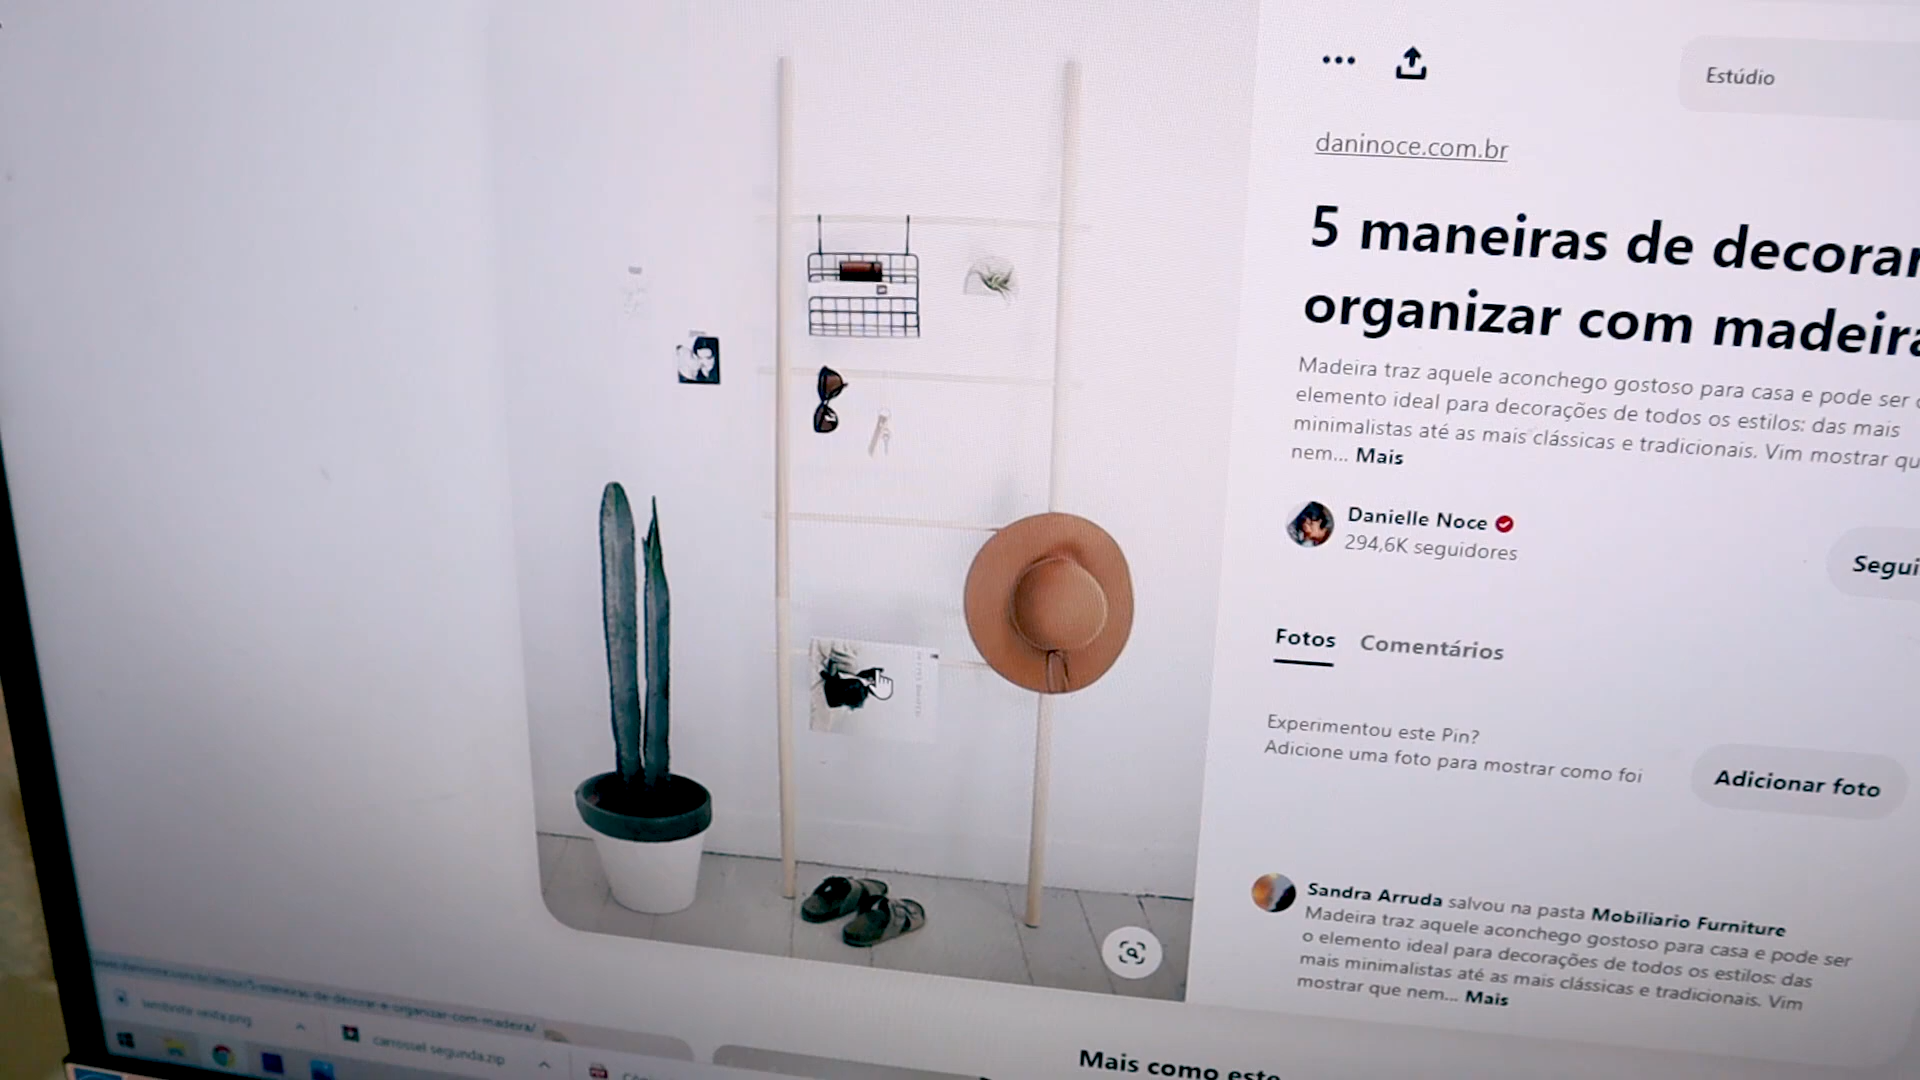 Estúdio
daninoce.com.br
5 maneiras de decorar
organizar com madeira
Madeira traz aquele aconchego gostoso para casa e pode ser
elemento ideal para decorações de todos os estilos: das mais
minimalistas até as mais clássicas e tradicionais. Vim mostrar qu
nem... Mais
Danielle Noce
294,6K seguidores
Segui
Fotos Comentários
Experimentou este Pin?
Adicione uma foto para mostrar como foi
Adicionar foto
Sandra Arruda salvou na pasta Mobiliario Furniture
Madeira traz aquele aconchego gostoso para casa e pode ser
o elemento ideal para decorações de todos os estilos: das
mais minimalistas até as mais clássicas e tradicionais. Vim
mostrar que nem... Mais
Mais como este
carrossel segunda.zip